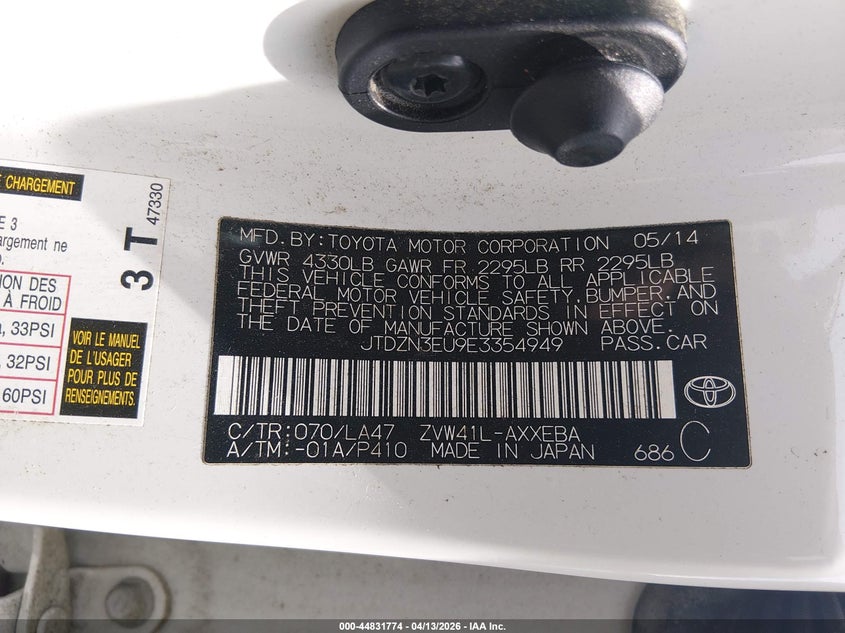 E CHARGEMENT
E 3
argement ne
3 T
47330
ION DES
À FROID
, 33PSI
, 32PSI
60PSI
VOIR LE MANUEL
DE L'USAGER
POUR PLUS DE
RENSEIGNEMENTS.
MFD. BY: TOYOTA MOTOR CORPORATION 05/14
GVWR 4330LB GAWR FR 2295LB RR 2295LB
THIS VEHICLE CONFORMS TO ALL APPLICABLE
FEDERAL MOTOR VEHICLE SAFETY, BUMPER, AND
THEFT PREVENTION STANDARDS IN EFFECT ON
THE DATE OF MANUFACTURE SHOWN ABOVE.
JTDZN3EU9E3354949 PASS.CAR
C/TR: 070/LA47 ZVW41L-AXXEBA
A/TM: -01A/P410 MADE IN JAPAN 686 C
000-44831774 | 04/13/2026 | IAA Inc.